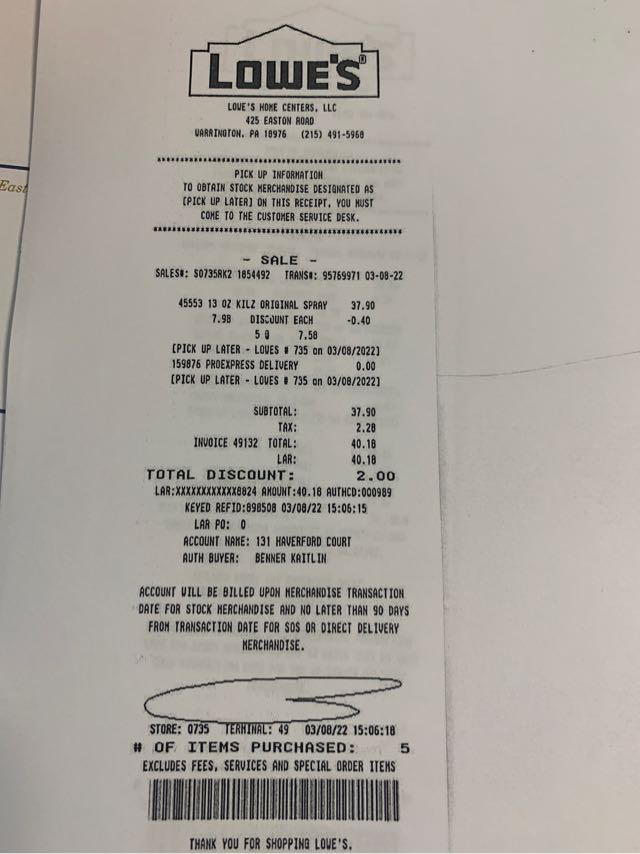 LOWE'S®
LOWE'S HOME CENTERS, LLC
425 EASTON ROAD
WARRINGTON, PA 18976 (215) 491-5968
PICK UP INFORMATION
TO OBTAIN STOCK MERCHANDISE DESIGNATED AS
[PICK UP LATER] ON THIS RECEIPT, YOU MUST
COME TO THE CUSTOMER SERVICE DESK.
East
- SALE -
SALES#: S0735RK2 1854492 TRANS#: 95769971 03-08-22
45553 13 OZ KILZ ORIGINAL SPRAY 37.90
7.98 DISCOUNT EACH -0.40
5 @ 7.58
[PICK UP LATER - LOWES # 735 on 03/08/2022]
159876 PROEXPRESS DELIVERY 0.00
[PICK UP LATER - LOWES # 735 on 03/08/2022]
SUBTOTAL: 37.90
TAX: 2.28
INVOICE 49132 TOTAL: 40.18
LAR: 40.18
TOTAL DISCOUNT: 2.00
LAR:XXXXXXXXXXXX8824 AMOUNT:40.18 AUTHCD:000989
KEYED REFID:898508 03/08/22 15:06:15
LAR PO: 0
ACCOUNT NAME: 131 HAVERFORD COURT
AUTH BUYER: BENNER KAITLIN
ACCOUNT WILL BE BILLED UPON MERCHANDISE TRANSACTION
DATE FOR STOCK MERCHANDISE AND NO LATER THAN 90 DAYS
FROM TRANSACTION DATE FOR SOS OR DIRECT DELIVERY
MERCHANDISE.
STORE: 0735 TERMINAL: 49 03/08/22 15:06:18
# OF ITEMS PURCHASED: 5
EXCLUDES FEES, SERVICES AND SPECIAL ORDER ITEMS
THANK YOU FOR SHOPPING LOWE'S.